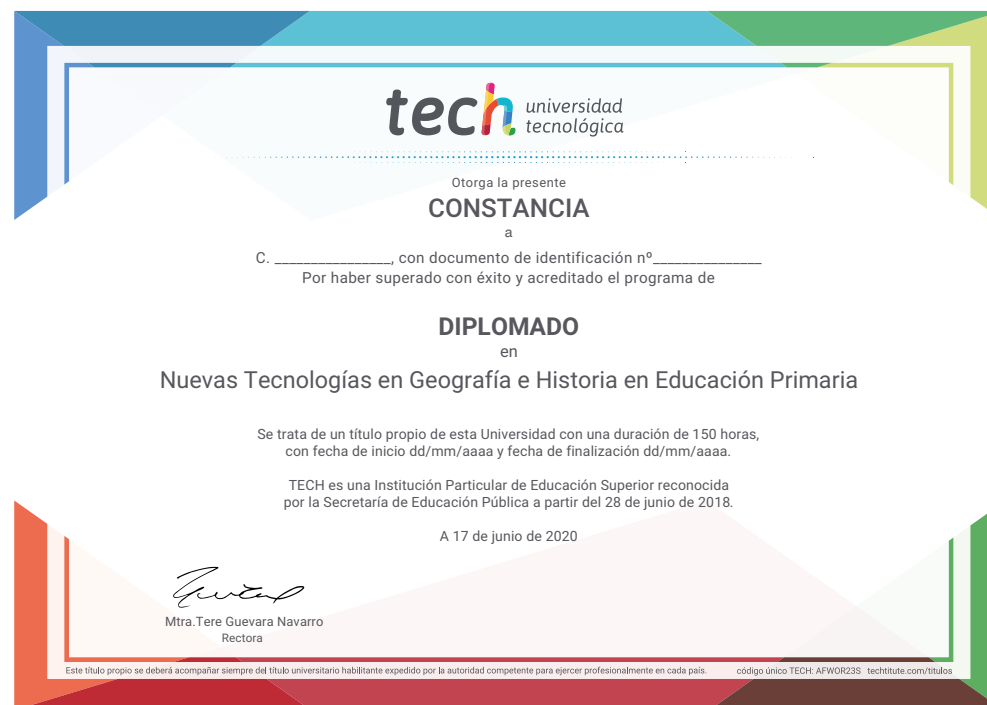 tech universidad
tecnológica
Otorga la presente
CONSTANCIA
a
C. ________________, con documento de identificación nº_______________
Por haber superado con éxito y acreditado el programa de
DIPLOMADO
en
Nuevas Tecnologías en Geografía e Historia en Educación Primaria
Se trata de un título propio de esta Universidad con una duración de 150 horas,
con fecha de inicio dd/mm/aaaa y fecha de finalización dd/mm/aaaa.
TECH es una Institución Particular de Educación Superior reconocida
por la Secretaría de Educación Pública a partir del 28 de junio de 2018.
A 17 de junio de 2020
Mtra.Tere Guevara Navarro
Rectora
Este título propio se deberá acompañar siempre del título universitario habilitante expedido por la autoridad competente para ejercer profesionalmente en cada país. código único TECH: AFWOR23S techtitute.com/titulos